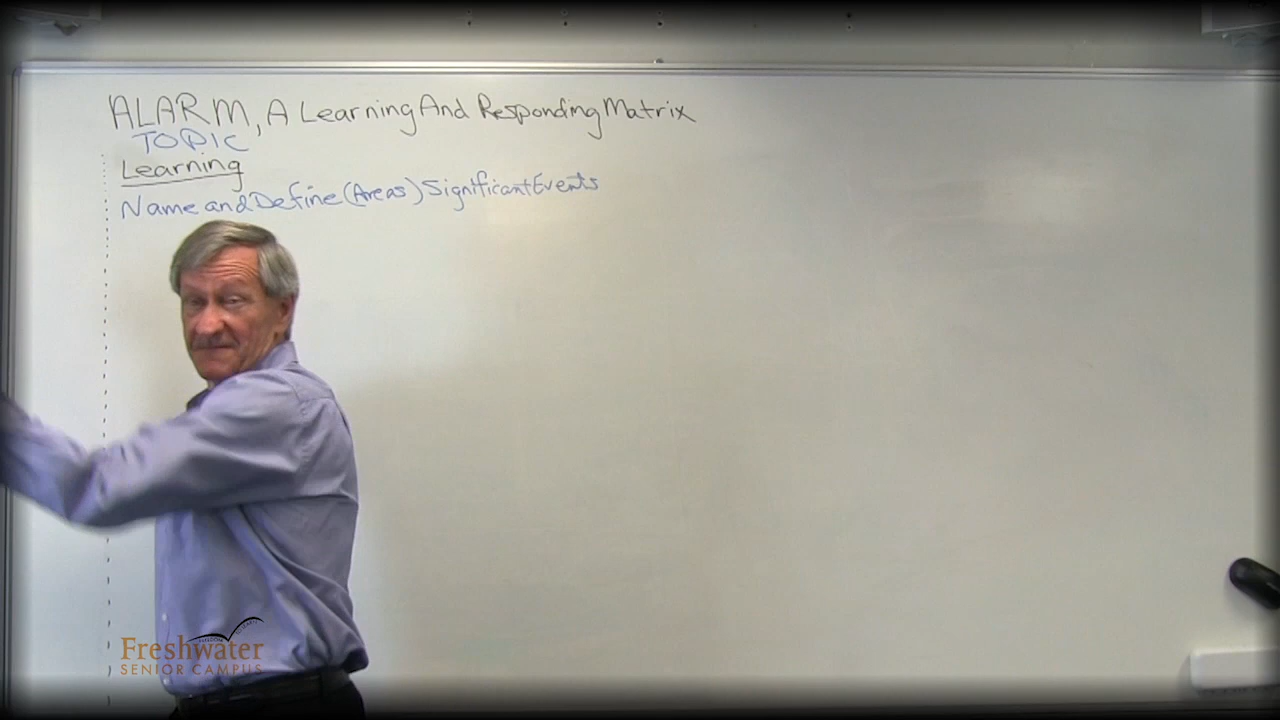 ALARM, A Learning And Responding Matrix
TOPIC
Learning
Name and Define (Areas) Significant Events
Freshwater
SENIOR CAMPUS